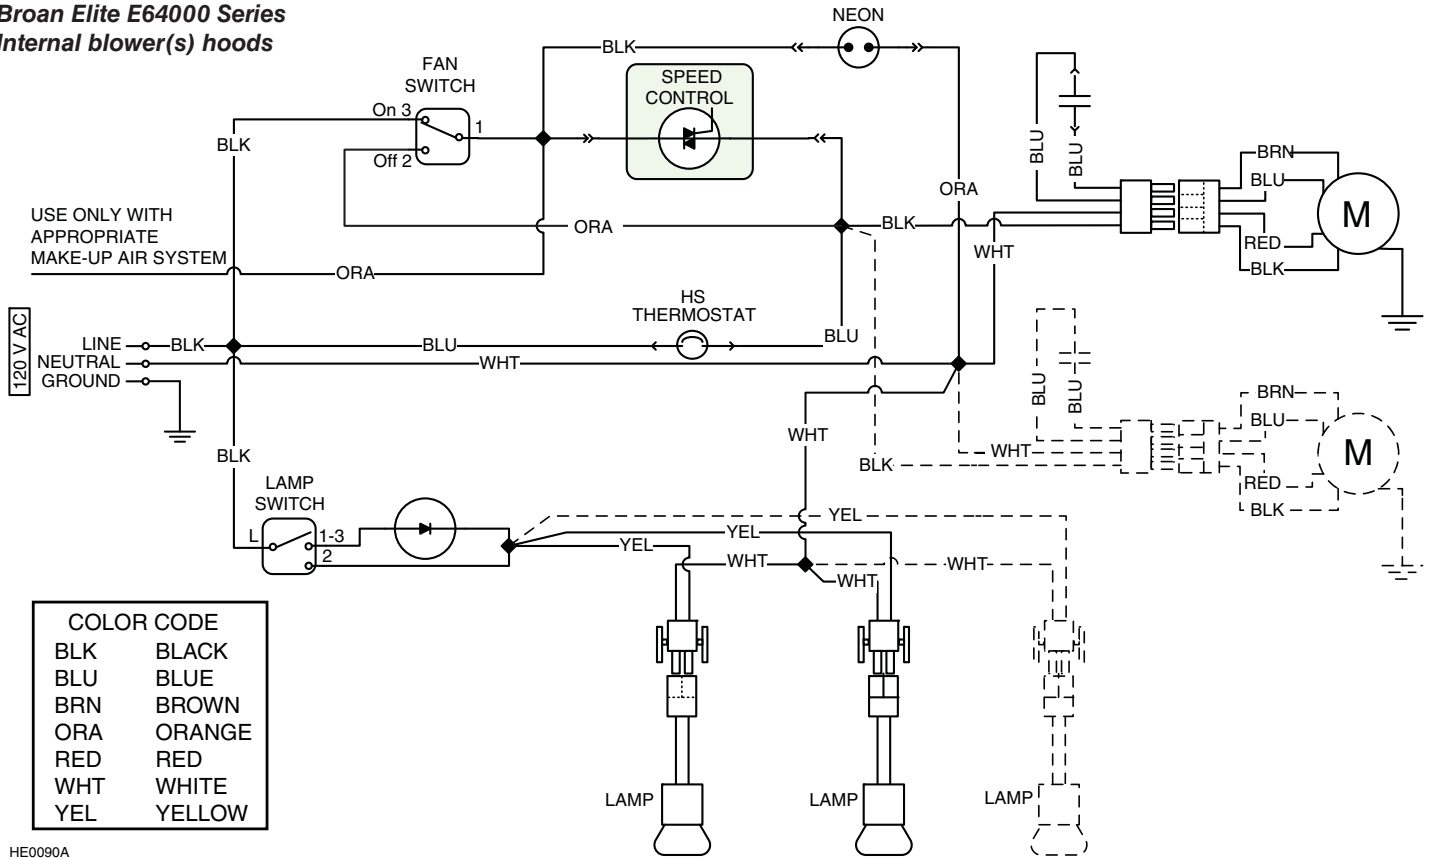 Broan Elite E64000 Series
Internal blower(s) hoods
NEON
BLK
FAN
SWITCH
SPEED
CONTROL
On 3
1
Off 2
BLK
BLU
BLU
BRN
BLU
M
RED
BLK
ORA
USE ONLY WITH
APPROPRIATE
MAKE-UP AIR SYSTEM
ORA
BLK
WHT
ORA
HS
THERMOSTAT
BLU
120 V AC
LINE
BLK
BLU
NEUTRAL
WHT
GROUND
BLU
BLU
BRN
BLU
M
RED
BLK
WHT
WHT
BLK
BLK
LAMP
SWITCH
L
1-3
2
YEL
YEL
YEL
WHT
WHT
WHT
COLOR CODE
BLK BLACK
BLU BLUE
BRN BROWN
ORA ORANGE
RED RED
WHT WHITE
YEL YELLOW
LAMP
LAMP
LAMP
HE0090A